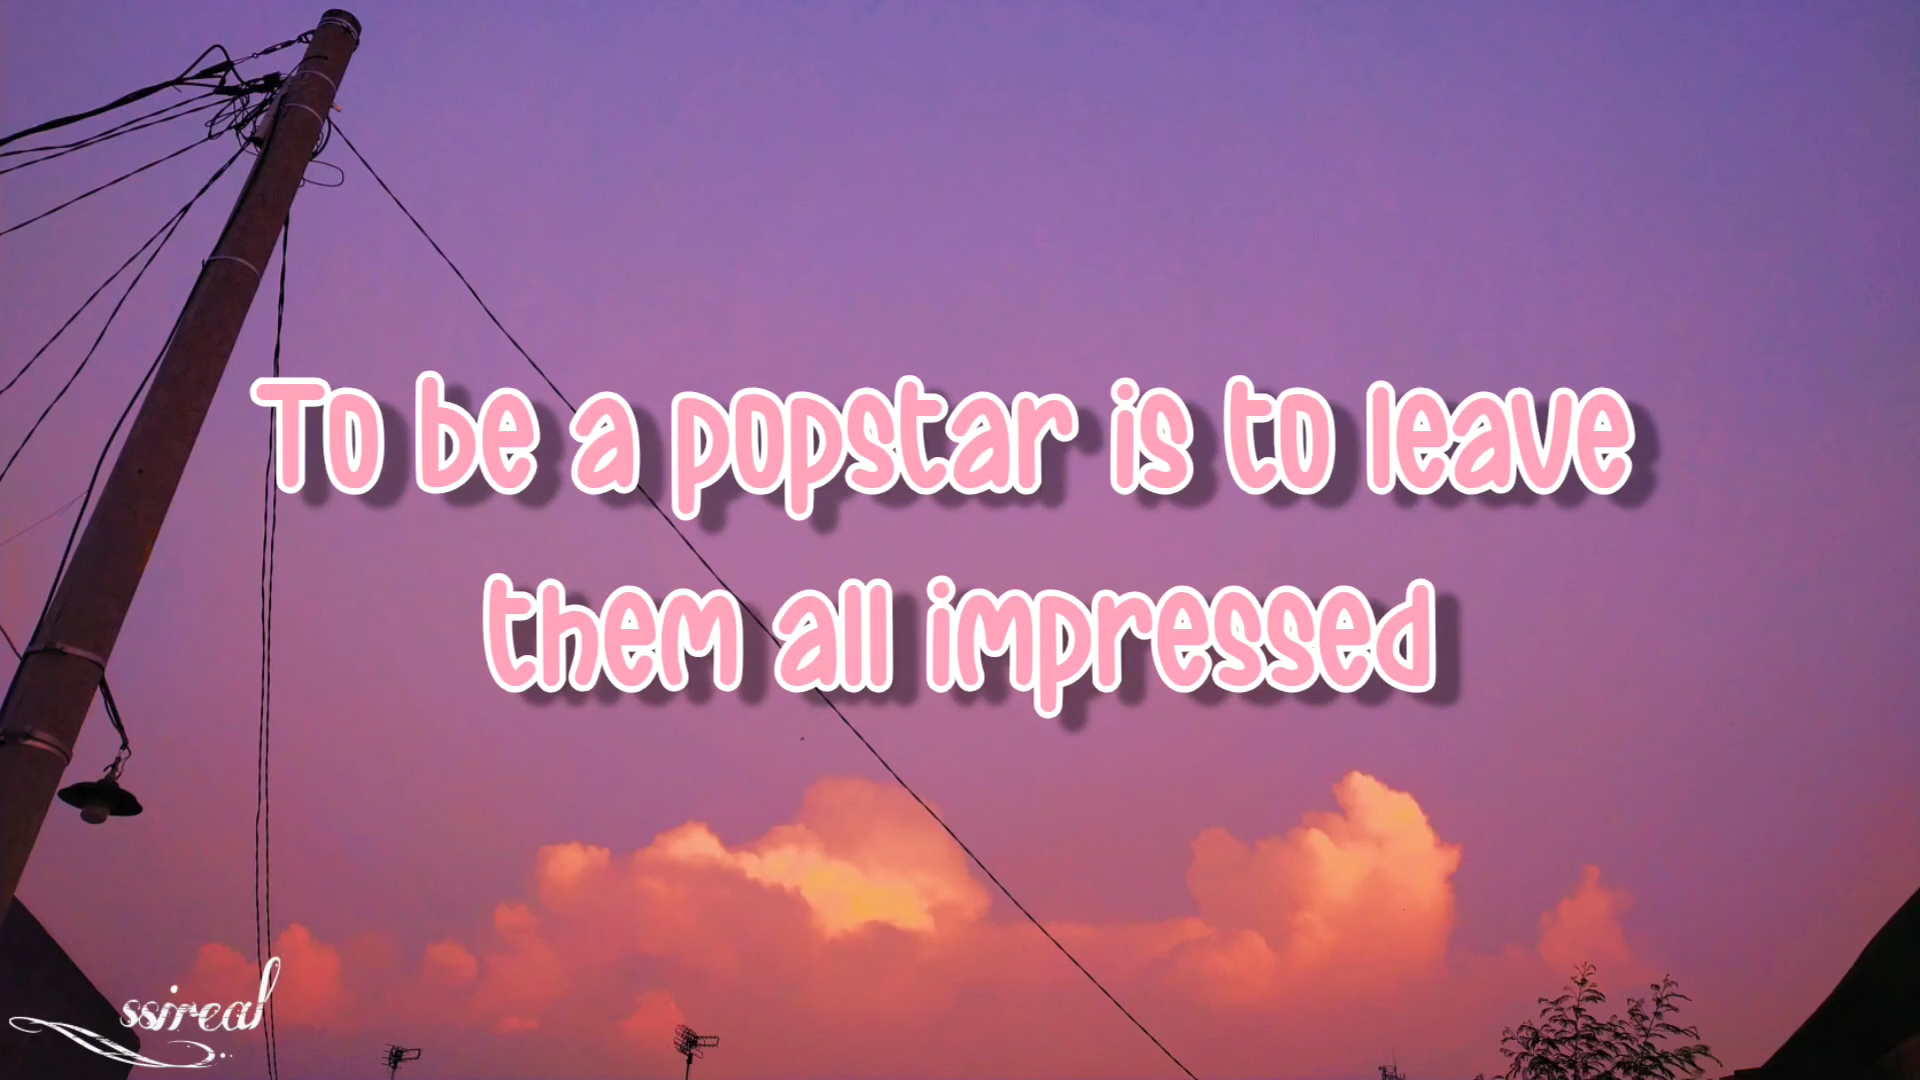 To be a popstar is to leave
them all impressed
ssireal